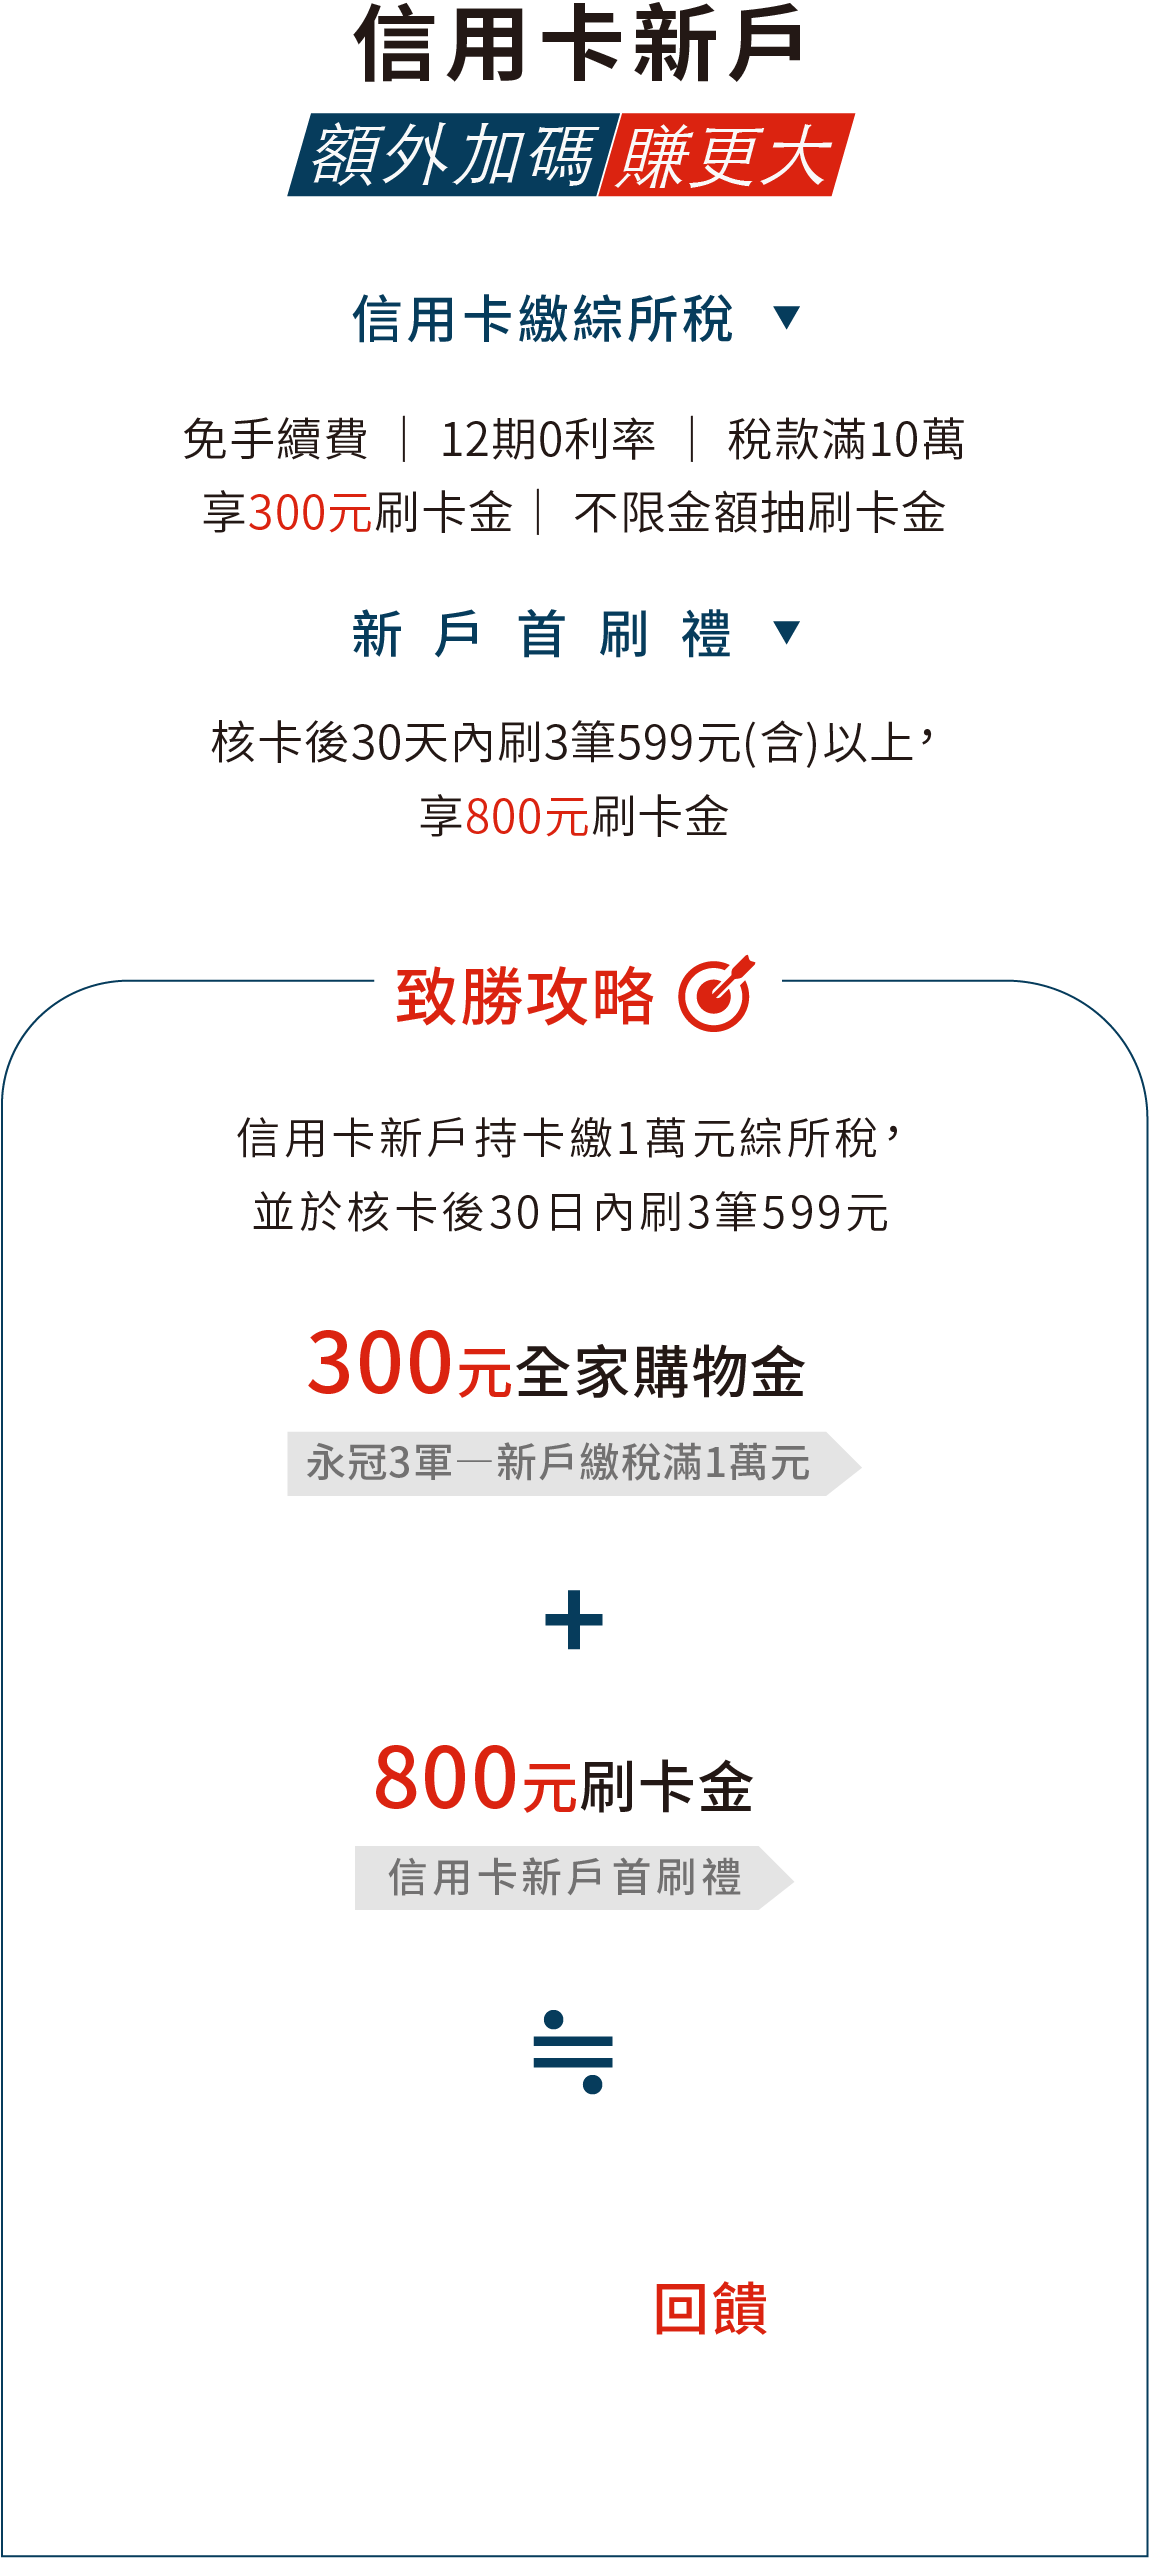 信用卡新戶
額外加碼賺更大
信用卡繳綜所稅 ▼
免手續費 ｜ 12期0利率 ｜ 稅款滿10萬
享300元刷卡金｜ 不限金額抽刷卡金
新戶首刷禮 ▼
核卡後30天內刷3筆599元(含)以上，
享800元刷卡金
致勝攻略
信用卡新戶持卡繳1萬元綜所稅，
並於核卡後30日內刷3筆599元
300元全家購物金
永冠3軍—新戶繳稅滿1萬元
+
800元刷卡金
信用卡新戶首刷禮
≒
回饋